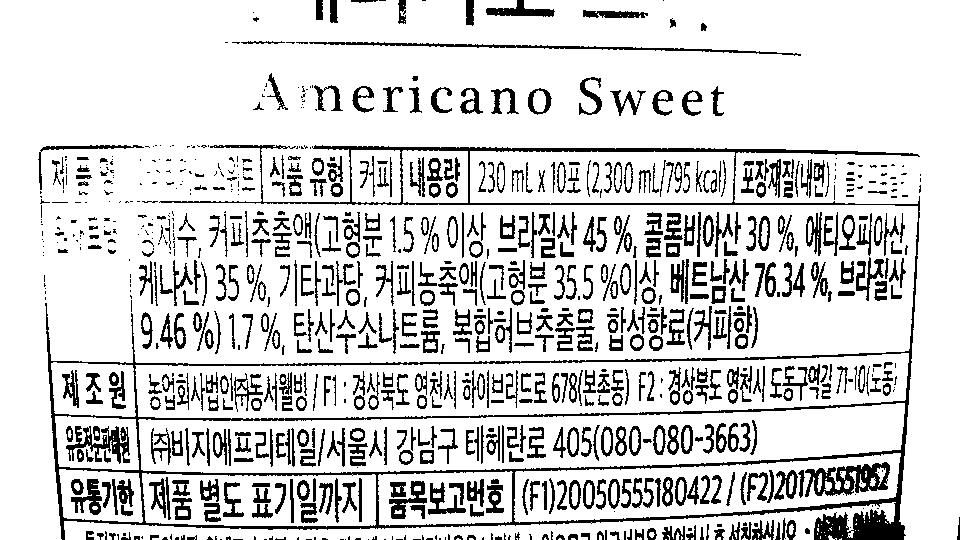 Americano Sweet
제 품 명 스위트 식품 유형 커피 내용량 230 mL x 10포 (2,300 mL/795 kcal) 포장재질(내면)
원재료명 정제수, 커피추출액(고형분 1.5 % 이상, 브라질산 45 %, 콜롬비아산 30 %, 에티오피아산,
케냐산) 35 %, 기타과당, 커피농축액(고형분 35.5 %이상, 베트남산 76.34 %, 브라질산
9.46 %) 1.7 %, 탄산수소나트륨, 복합허브추출물, 합성향료(커피향)
제 조 원 농업회사법인㈜동서웰빙 / F1 : 경상북도 영천시 하이브리드로 678(본촌동) F2 : 경상북도 영천시 도동구역길 71-10(도동)
유통전문판매원 ㈜비지에프리테일/서울시 강남구 테헤란로 405(080-080-3663)
유통기한 제품 별도 표기일까지 품목보고번호 (F1)20050555180422 / (F2)201705551952